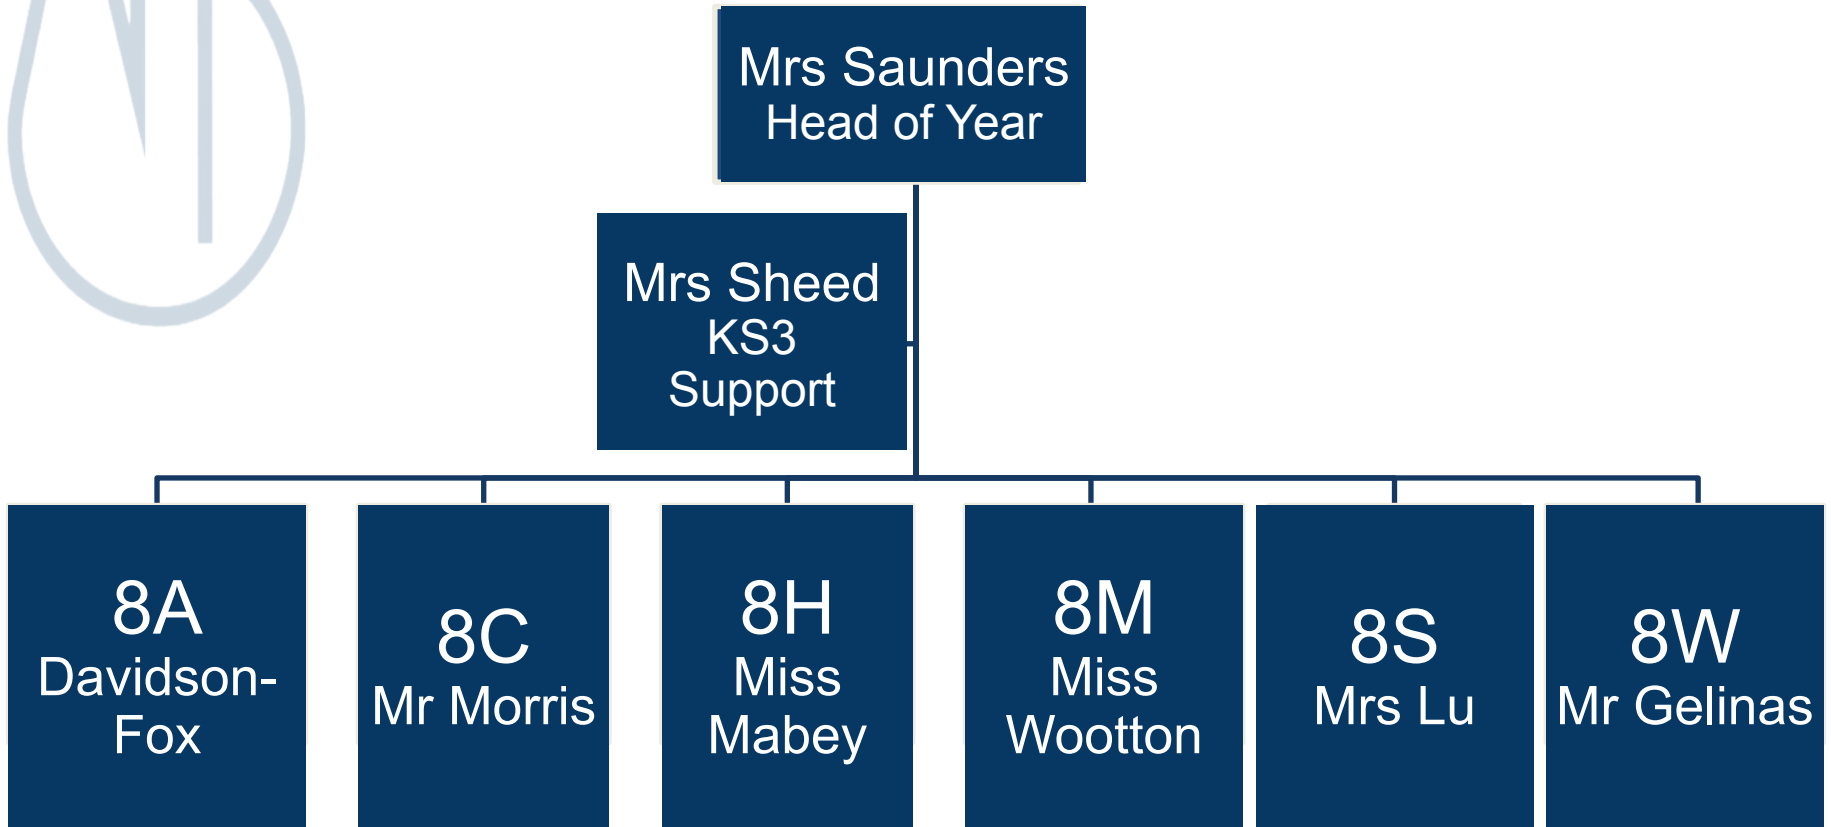 Mrs Saunders
Head of Year
Mrs Sheed
KS3
Support
8A
Davidson-
Fox
8C
Mr Morris
8H
Miss
Mabey
8M
Miss
Wootton
8S
Mrs Lu
8W
Mr Gelinas